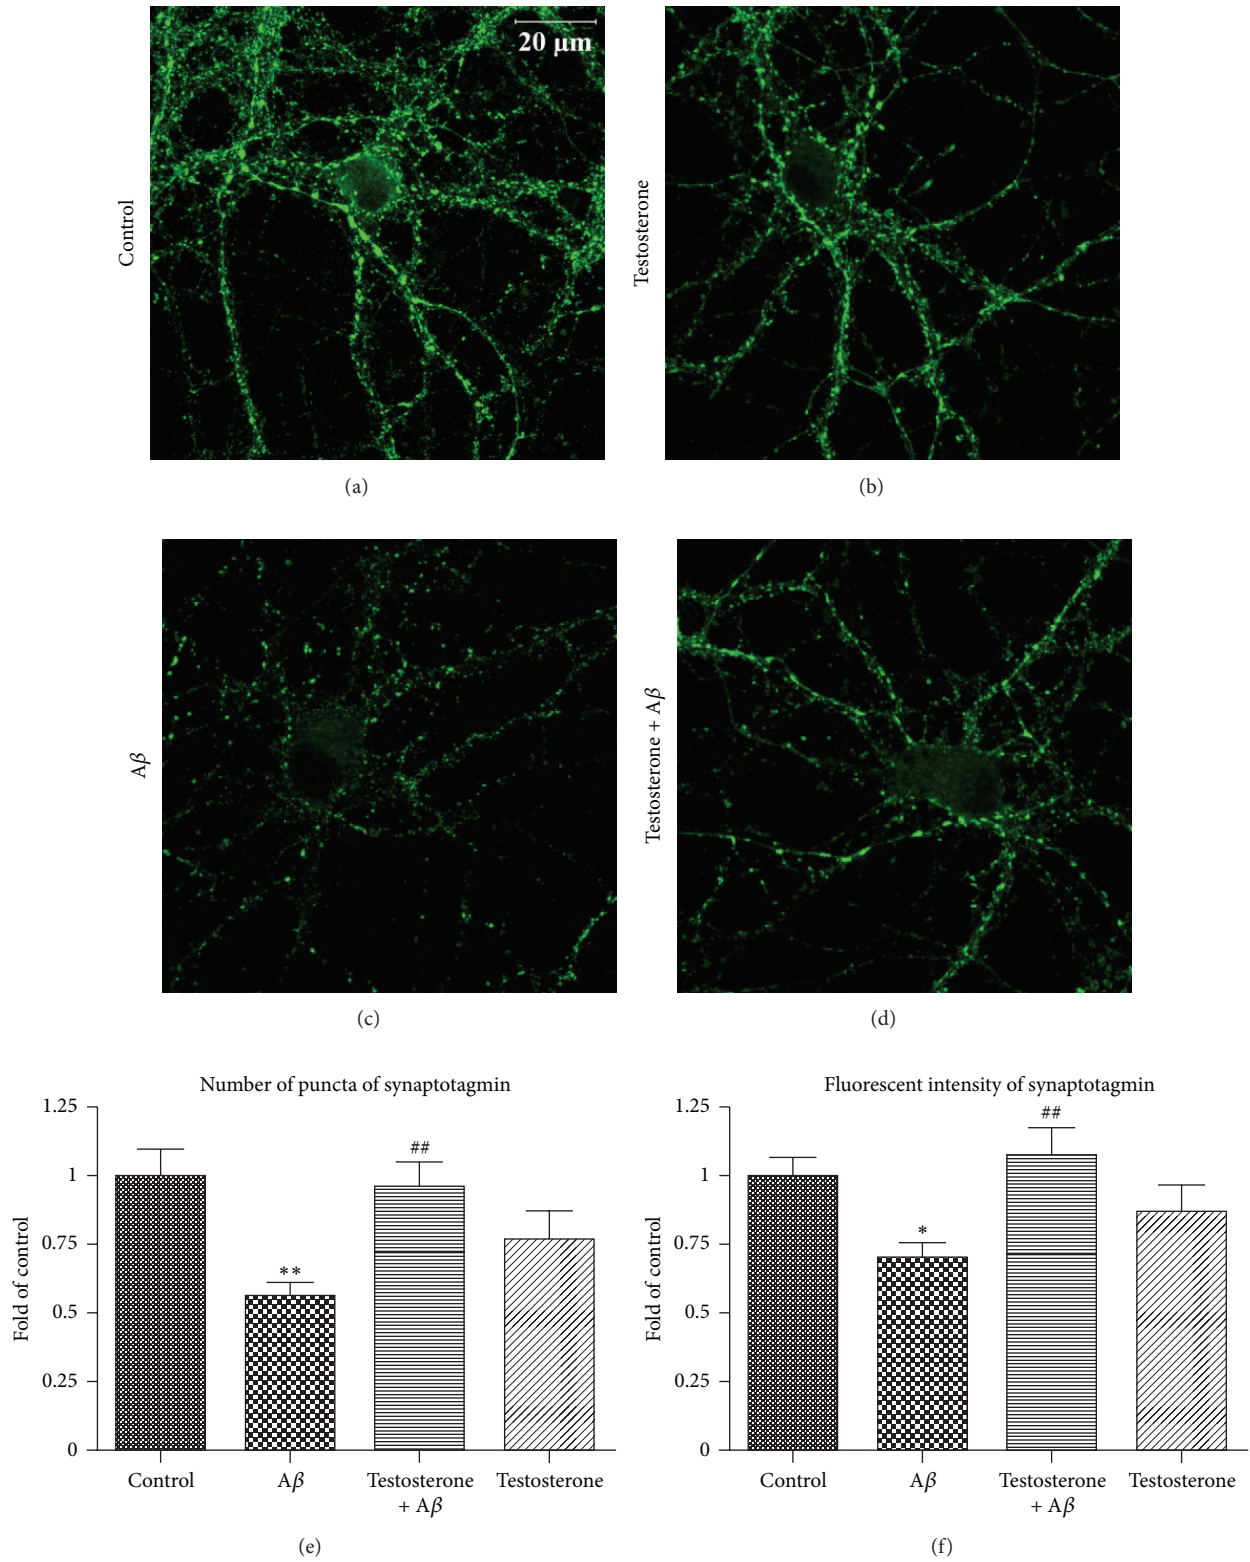 20 µm
Control
Testosterone
(a)
(b)
Aβ
Testosterone + Aβ
(c)
(d)
Number of puncta of synaptotagmin
1.25
1
0.75
0.5
0.25
0
Fold of control
**
##
Control
Aβ
Testosterone
+ Aβ
Testosterone
(e)
Fluorescent intensity of synaptotagmin
1.25
1
0.75
0.5
0.25
0
Fold of control
*
##
Control
Aβ
Testosterone
+ Aβ
Testosterone
(f)